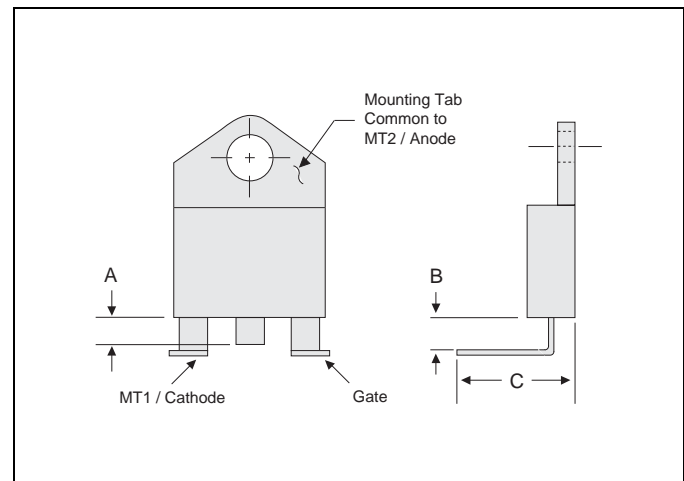 Mounting Tab
Common to
MT2 / Anode
A
B
C
MT1 / Cathode
Gate